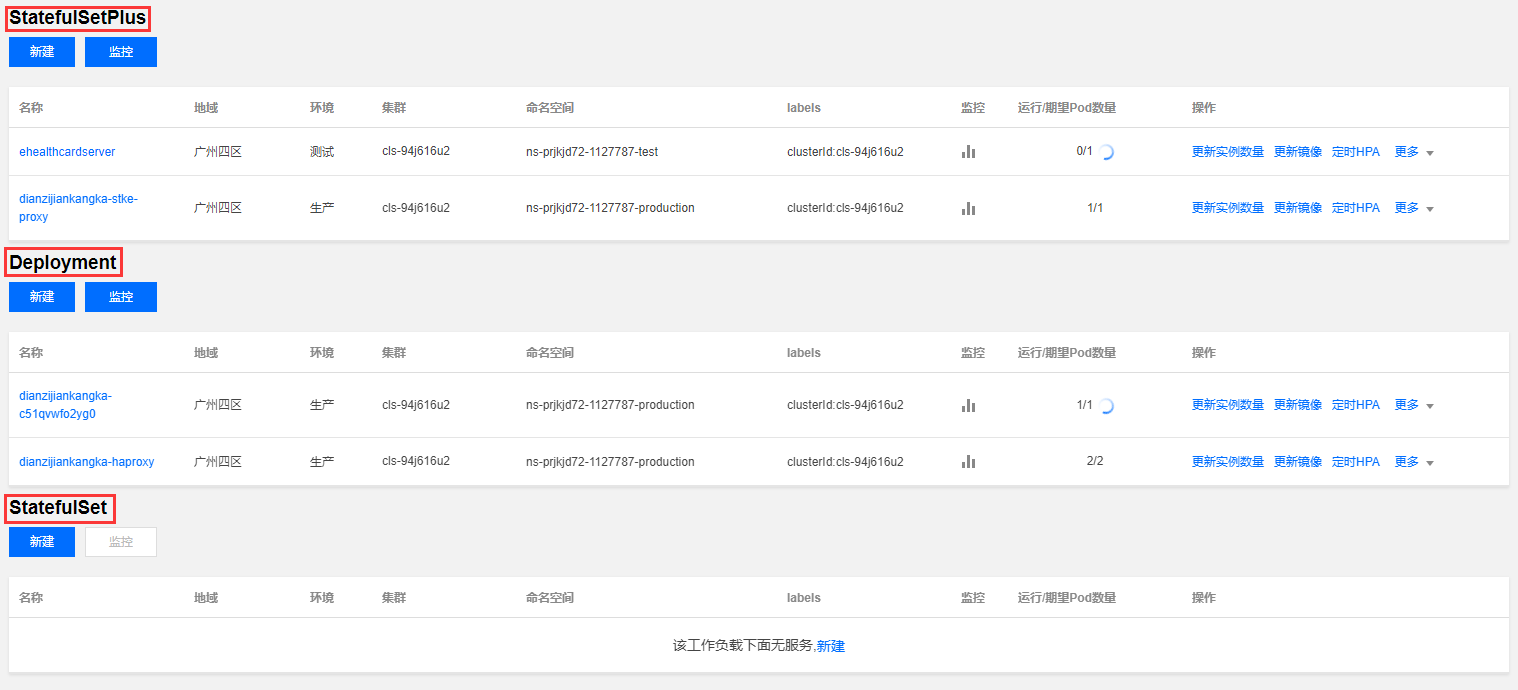 StatefulSetPlus
新建 监控
名称 地域 环境 集群 命名空间 labels 监控 运行/期望Pod数量 操作
ehealthcardserver 广州四区 测试 cls-94j616u2 ns-prjkjd72-1127787-test clusterId:cls-94j616u2 0/1 更新实例数量 更新镜像 定时HPA 更多
dianzijiankangka-stke-
proxy 广州四区 生产 cls-94j616u2 ns-prjkjd72-1127787-production clusterId:cls-94j616u2 1/1 更新实例数量 更新镜像 定时HPA 更多
Deployment
新建 监控
名称 地域 环境 集群 命名空间 labels 监控 运行/期望Pod数量 操作
dianzijiankangka-
c51qvwfo2yg0 广州四区 生产 cls-94j616u2 ns-prjkjd72-1127787-production clusterId:cls-94j616u2 1/1 更新实例数量 更新镜像 定时HPA 更多
dianzijiankangka-haproxy 广州四区 生产 cls-94j616u2 ns-prjkjd72-1127787-production clusterId:cls-94j616u2 2/2 更新实例数量 更新镜像 定时HPA 更多
StatefulSet
新建 监控
名称 地域 环境 集群 命名空间 labels 监控 运行/期望Pod数量 操作
该工作负载下面无服务,新建